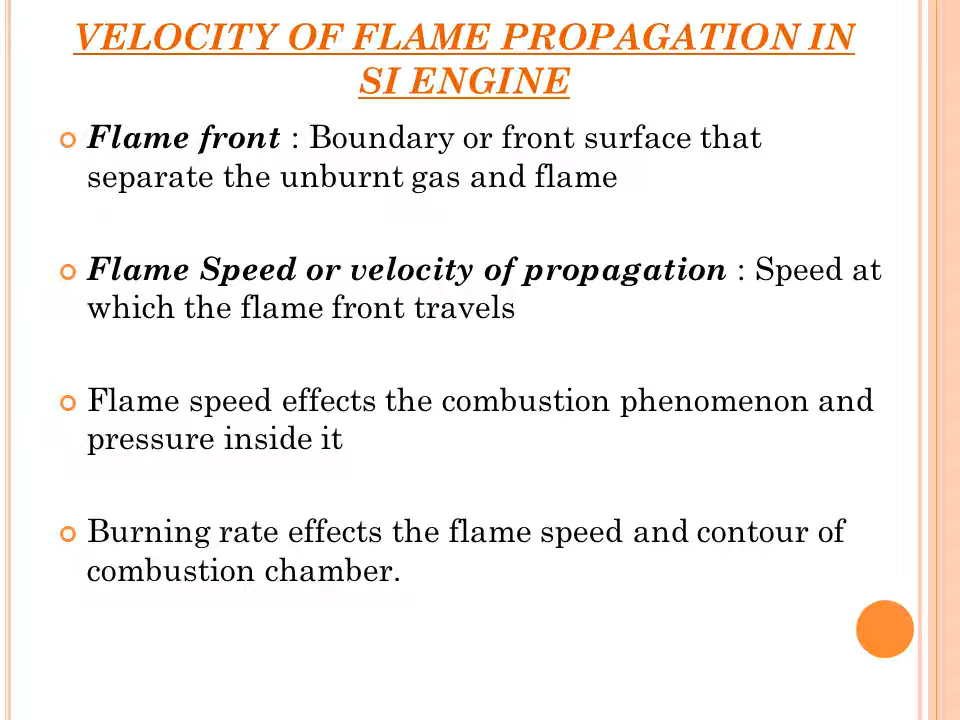 VELOCITY OF FLAME PROPAGATION IN
SI ENGINE
Flame front : Boundary or front surface that
separate the unburnt gas and flame
Flame Speed or velocity of propagation : Speed at
which the flame front travels
Flame speed effects the combustion phenomenon and
pressure inside it
Burning rate effects the flame speed and contour of
combustion chamber.